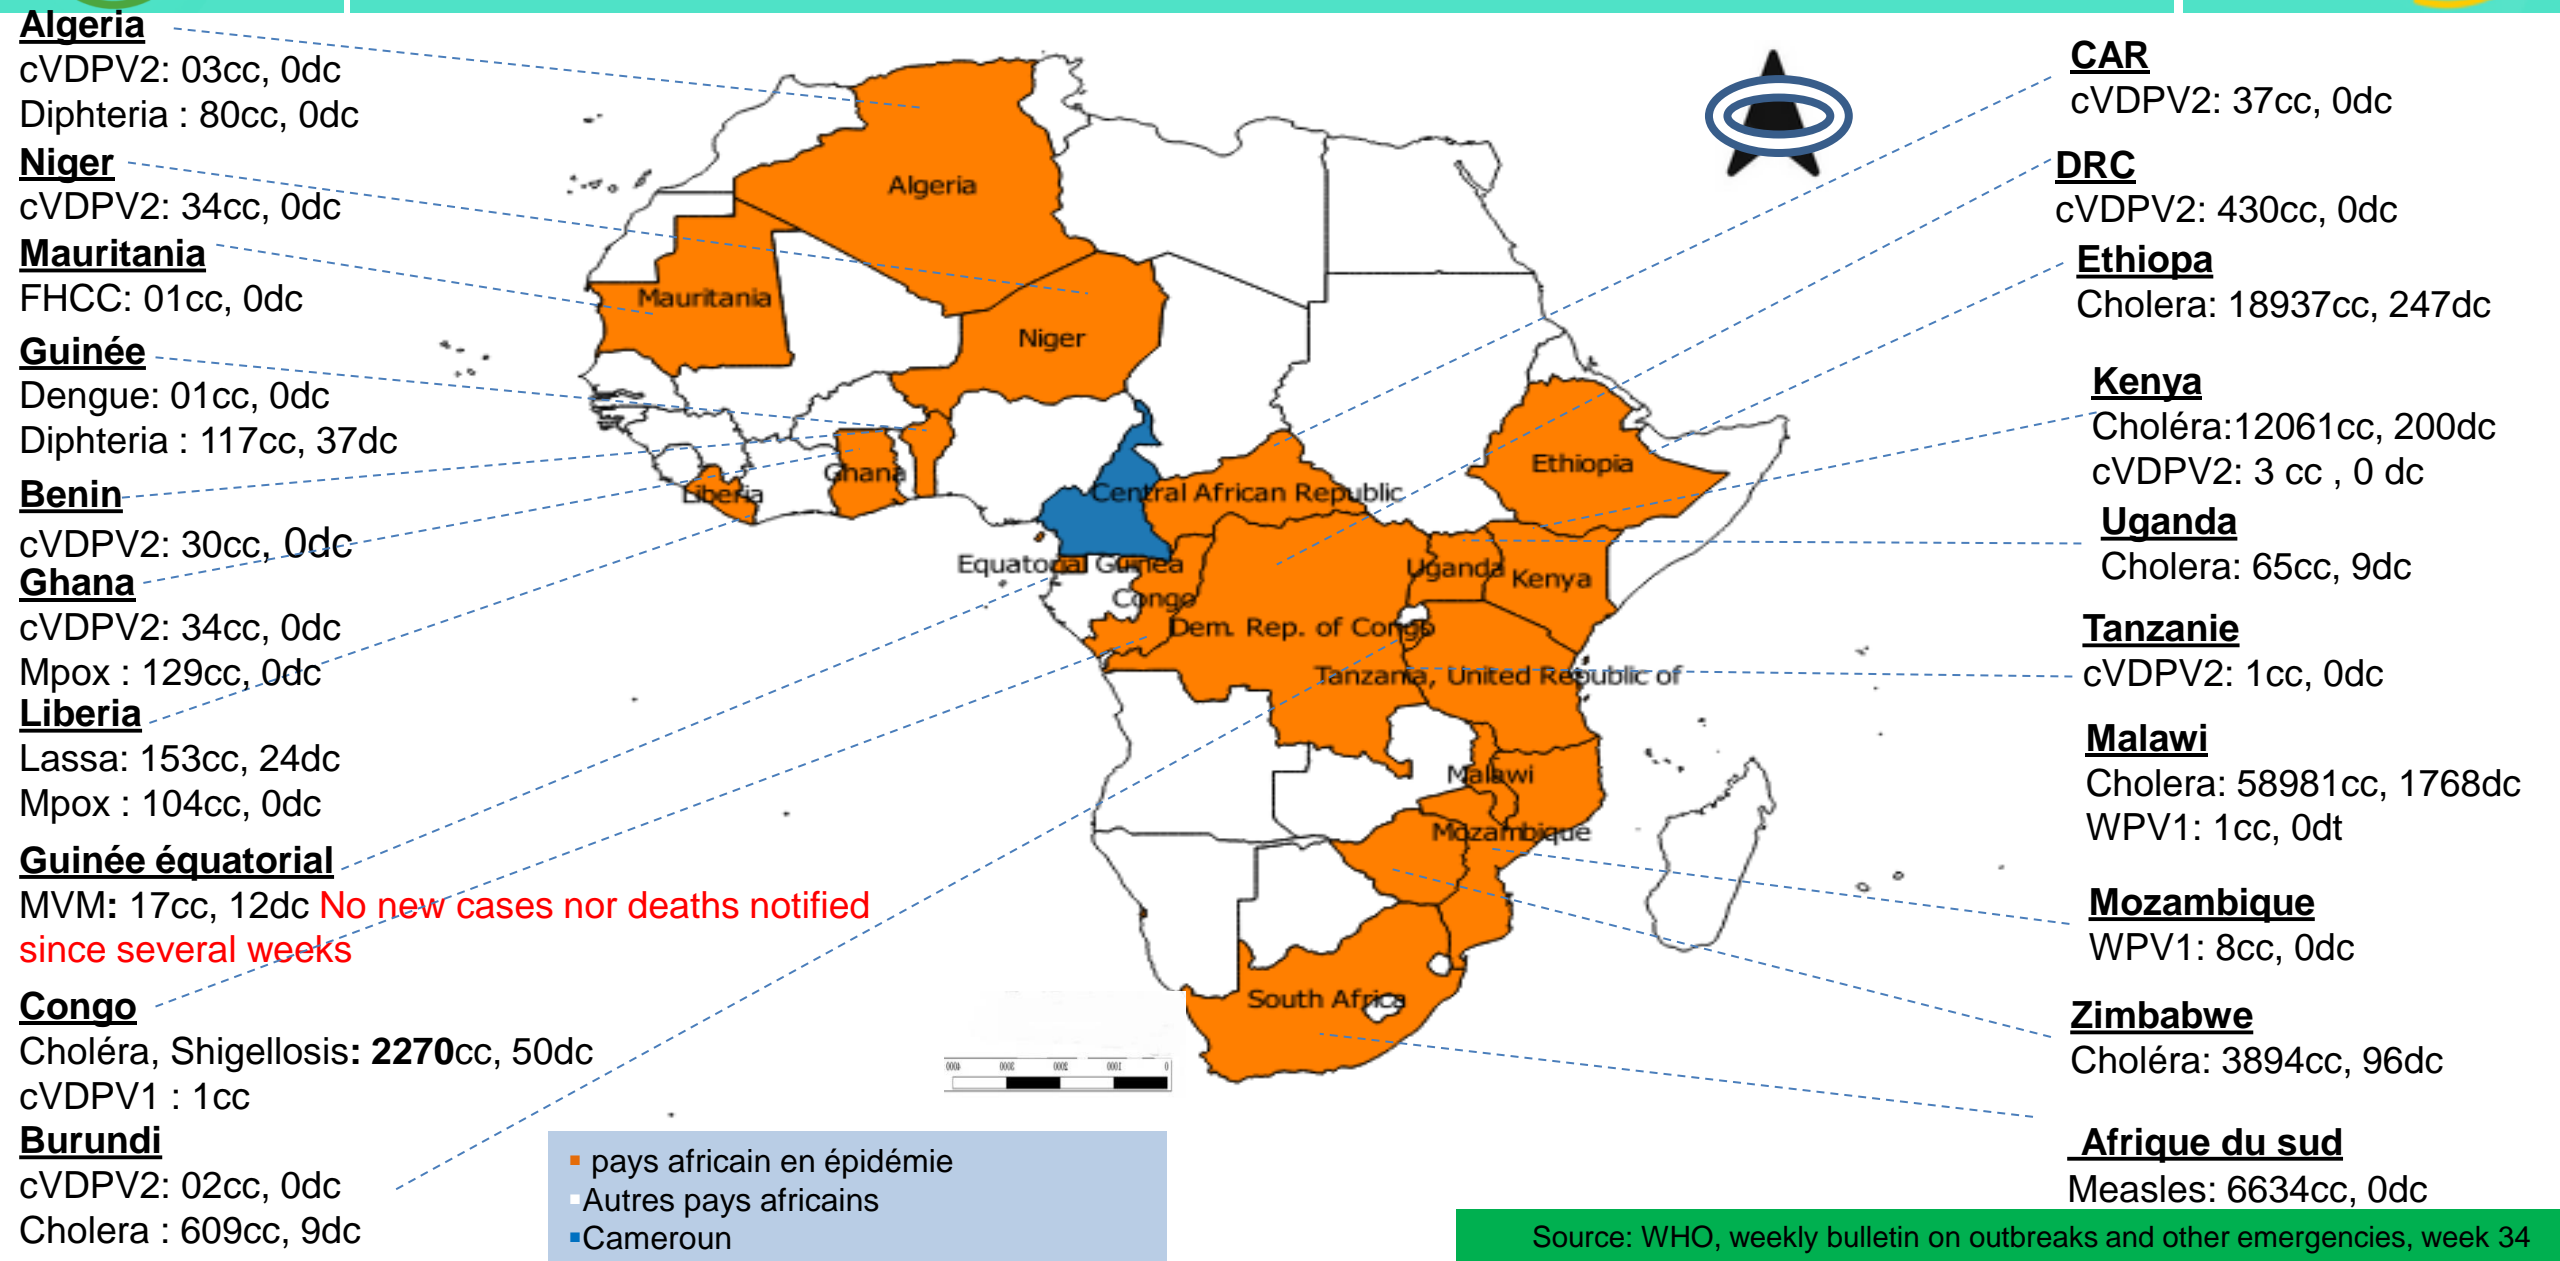 Algeria
cVDPV2: 03cc, 0dc
Diphteria : 80cc, 0dc
Niger
cVDPV2: 34cc, 0dc
Mauritania
FHCC: 01cc, 0dc
Guinée
Dengue: 01cc, 0dc
Diphteria : 117cc, 37dc
Benin
cVDPV2: 30cc, 0dc
Ghana
cVDPV2: 34cc, 0dc
Mpox : 129cc, 0dc
Liberia
Lassa: 153cc, 24dc
Mpox : 104cc, 0dc
Guinée équatorial
MVM: 17cc, 12dc No new cases nor deaths notified
since several weeks
Congo
Choléra, Shigellosis: 2270cc, 50dc
cVDPV1 : 1cc
Burundi
cVDPV2: 02cc, 0dc
Cholera : 609cc, 9dc
Algeria
Mauritania
Niger
Ghana
Liberia
Ethiopia
Central African Republic
Equatorial Guinea
Uganda
Kenya
Congo
Dem. Rep. of Congo
Tanzania, United Republic of
Malawi
Mozambique
South Africa
pays africain en épidémie
Autres pays africains
Cameroun
CAR
cVDPV2: 37cc, 0dc
DRC
cVDPV2: 430cc, 0dc
Ethiopa
Cholera: 18937cc, 247dc
Kenya
Choléra:12061cc, 200dc
cVDPV2: 3 cc , 0 dc
Uganda
Cholera: 65cc, 9dc
Tanzanie
cVDPV2: 1cc, 0dc
Malawi
Cholera: 58981cc, 1768dc
WPV1: 1cc, 0dt
Mozambique
WPV1: 8cc, 0dc
Zimbabwe
Choléra: 3894cc, 96dc
Afrique du sud
Measles: 6634cc, 0dc
Source: WHO, weekly bulletin on outbreaks and other emergencies, week 34